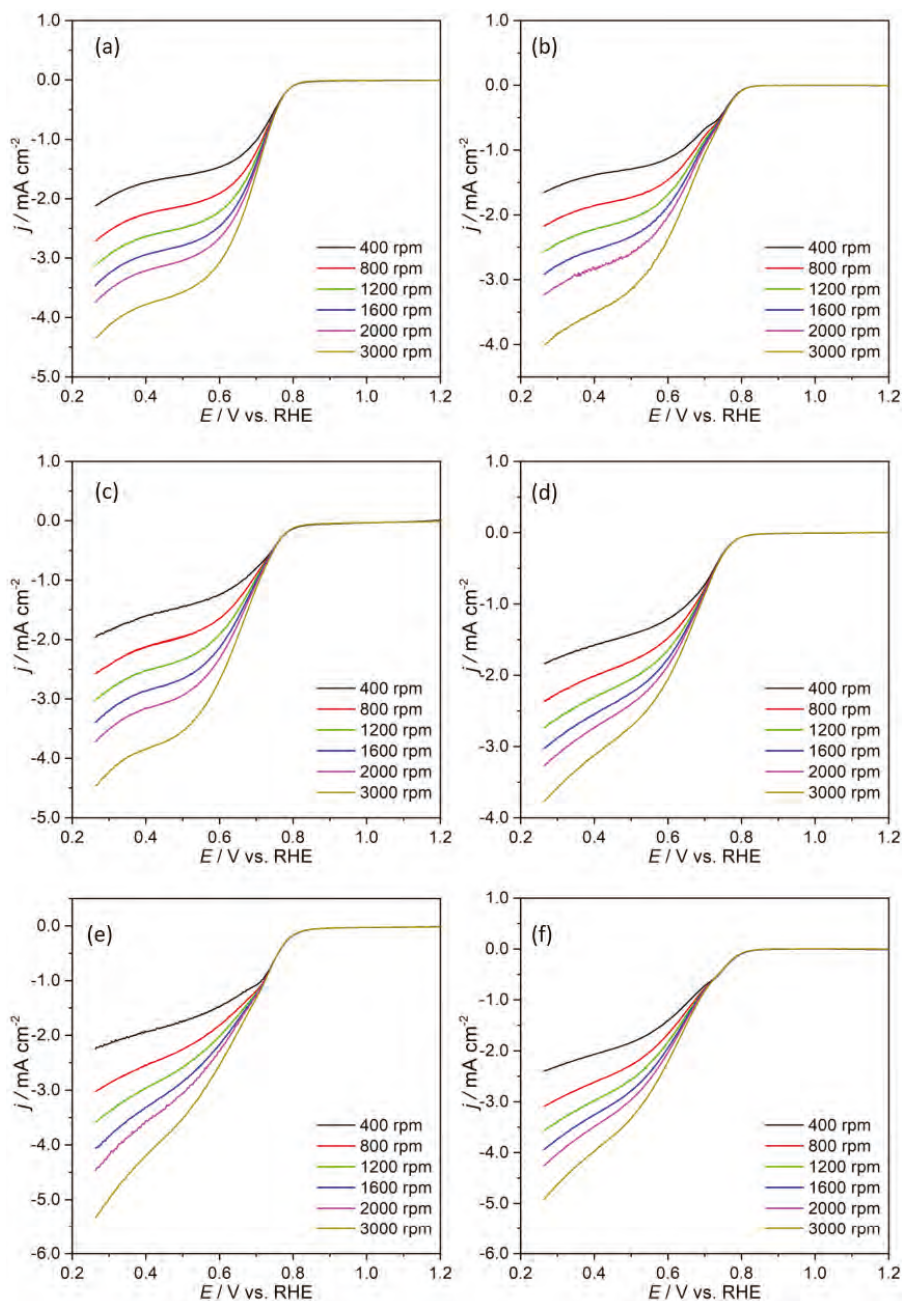 (a)
1.0
0.0
-1.0
-2.0
-3.0
-4.0
-5.0
j / mA cm-2
400 rpm
800 rpm
1200 rpm
1600 rpm
2000 rpm
3000 rpm
0.2 0.4 0.6 0.8 1.0 1.2
E / V vs. RHE
(b)
1.0
0.0
-1.0
-2.0
-3.0
-4.0
j / mA cm-2
400 rpm
800 rpm
1200 rpm
1600 rpm
2000 rpm
3000 rpm
0.2 0.4 0.6 0.8 1.0 1.2
E / V vs. RHE
(c)
1.0
0.0
-1.0
-2.0
-3.0
-4.0
-5.0
j / mA cm-2
400 rpm
800 rpm
1200 rpm
1600 rpm
2000 rpm
3000 rpm
0.2 0.4 0.6 0.8 1.0 1.2
E / V vs. RHE
(d)
1.0
0.0
-1.0
-2.0
-3.0
-4.0
j / mA cm-2
400 rpm
800 rpm
1200 rpm
1600 rpm
2000 rpm
3000 rpm
0.2 0.4 0.6 0.8 1.0 1.2
E / V vs. RHE
(e)
0.0
-1.0
-2.0
-3.0
-4.0
-5.0
-6.0
j / mA cm-2
400 rpm
800 rpm
1200 rpm
1600 rpm
2000 rpm
3000 rpm
0.2 0.4 0.6 0.8 1.0 1.2
E / V vs. RHE
(f)
1.0
0.0
-1.0
-2.0
-3.0
-4.0
-5.0
-6.0
j / mA cm-2
400 rpm
800 rpm
1200 rpm
1600 rpm
2000 rpm
3000 rpm
0.2 0.4 0.6 0.8 1.0 1.2
E / V vs. RHE